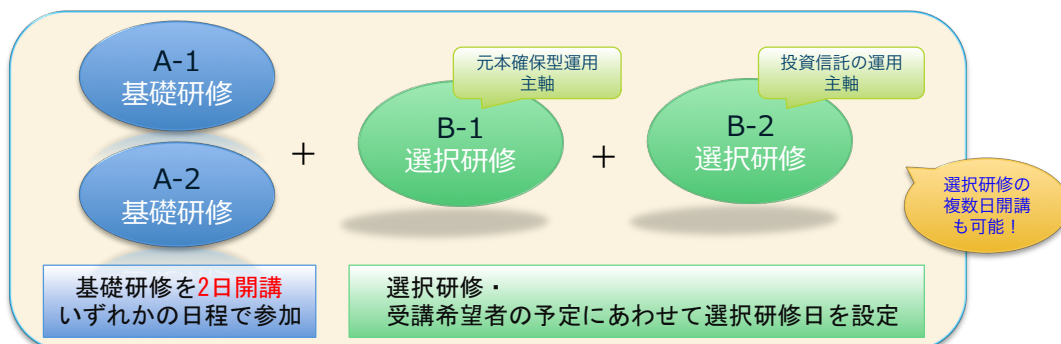 A-1
基礎研修
A-2
基礎研修
＋
元本確保型運用
主軸
B-1
選択研修
＋
投資信託の運用
主軸
B-2
選択研修
選択研修の
複数日開講
も可能！
基礎研修を2日開講
いずれかの日程で参加
選択研修・
受講希望者の予定にあわせて選択研修日を設定